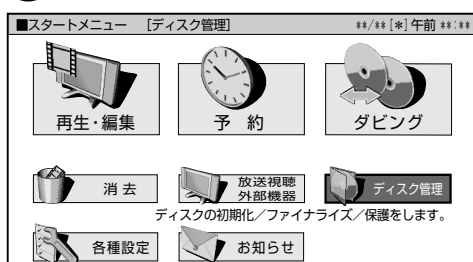 ■スタートメニュー [ディスク管理] **/**[*]午前**:**
再生・編集 予 約 ダビング
消 去 放送視聴 ディスク管理
外部機器
ディスクの初期化／ファイナライズ／保護をします。
各種設定 お知らせ